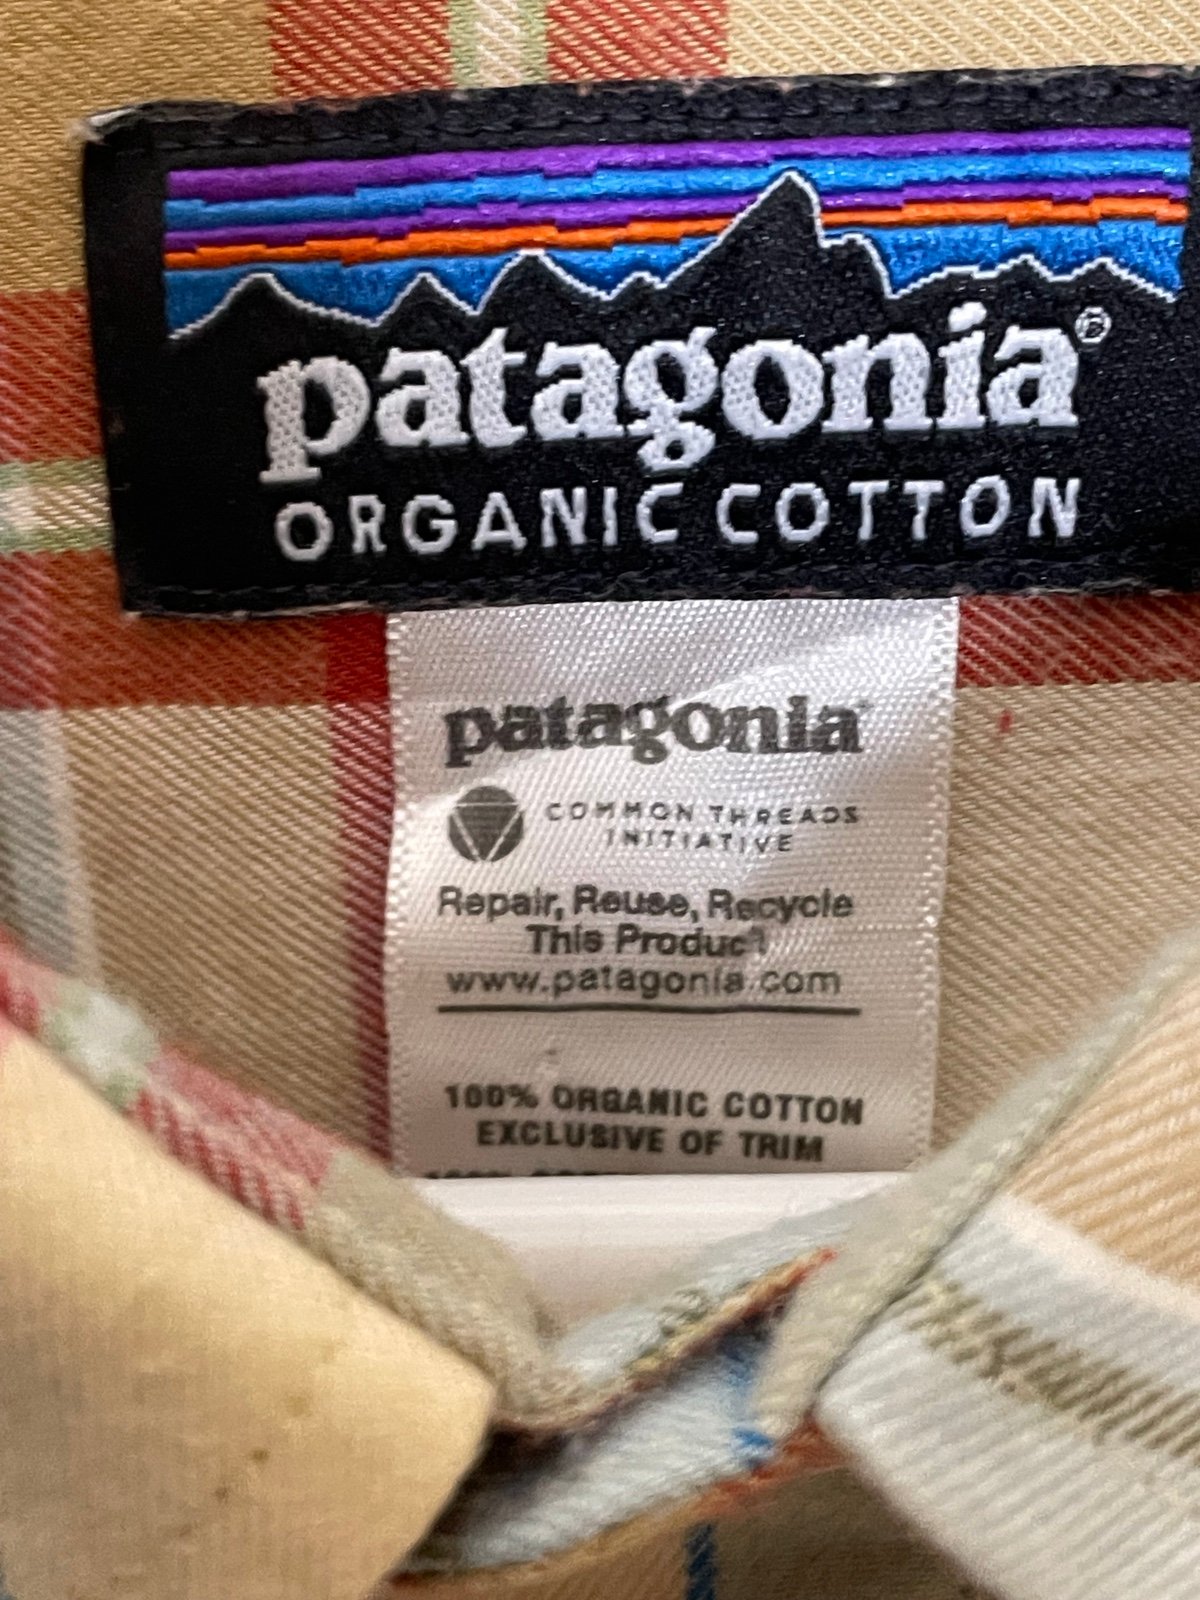 patagonia®
ORGANIC COTTON
patagonia
COMMON THREADS
INITIATIVE
Repair, Reuse, Recycle
This Product
www.patagonia.com
100% ORGANIC COTTON
EXCLUSIVE OF TRIM
100%